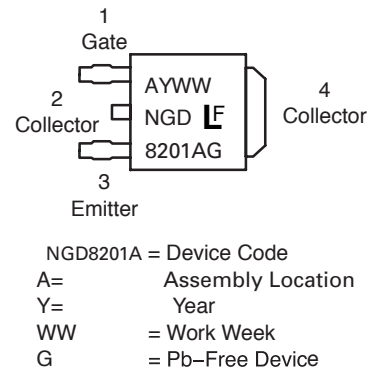 1
Gate
2
Collector
AYWW
NGD LF
8201AG
4
Collector
3
Emitter
NGD8201A = Device Code
A= Assembly Location
Y= Year
WW = Work Week
G = Pb−Free Device